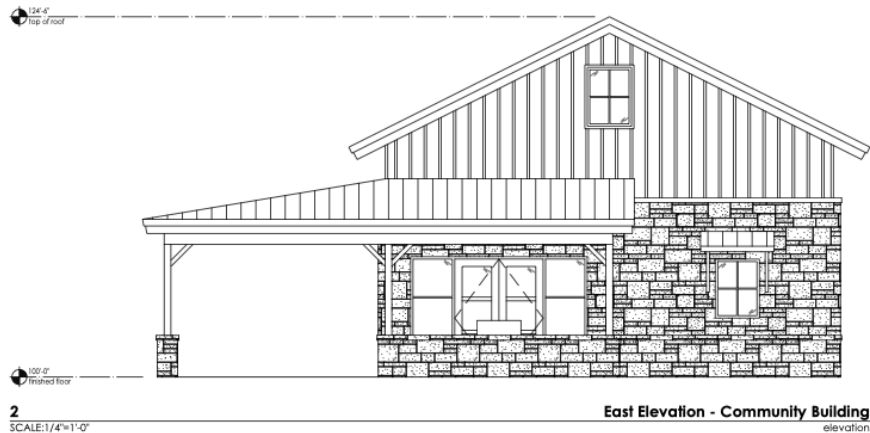 124'-6"
top of roof
100'-0"
finished floor
2
East Elevation - Community Building
SCALE:1/4"=1'-0"
elevation